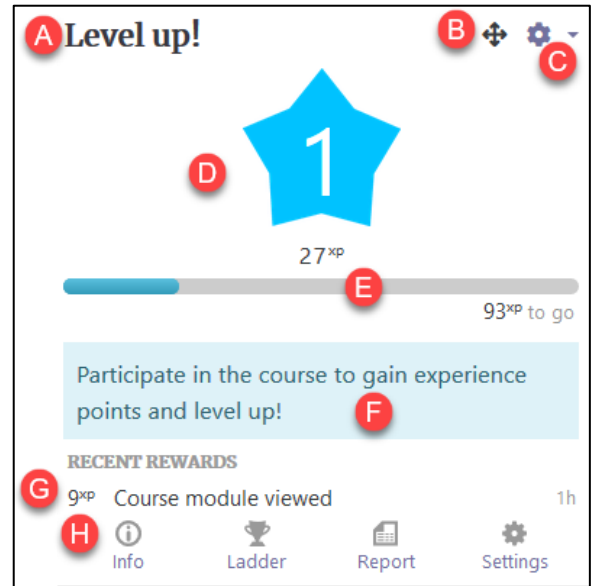 A Level up! B C
D 1
27xp
E
93xp to go
Participate in the course to gain experience
points and level up! F
RECENT REWARDS
G 9xp Course module viewed 1h
H
Info Ladder Report Settings